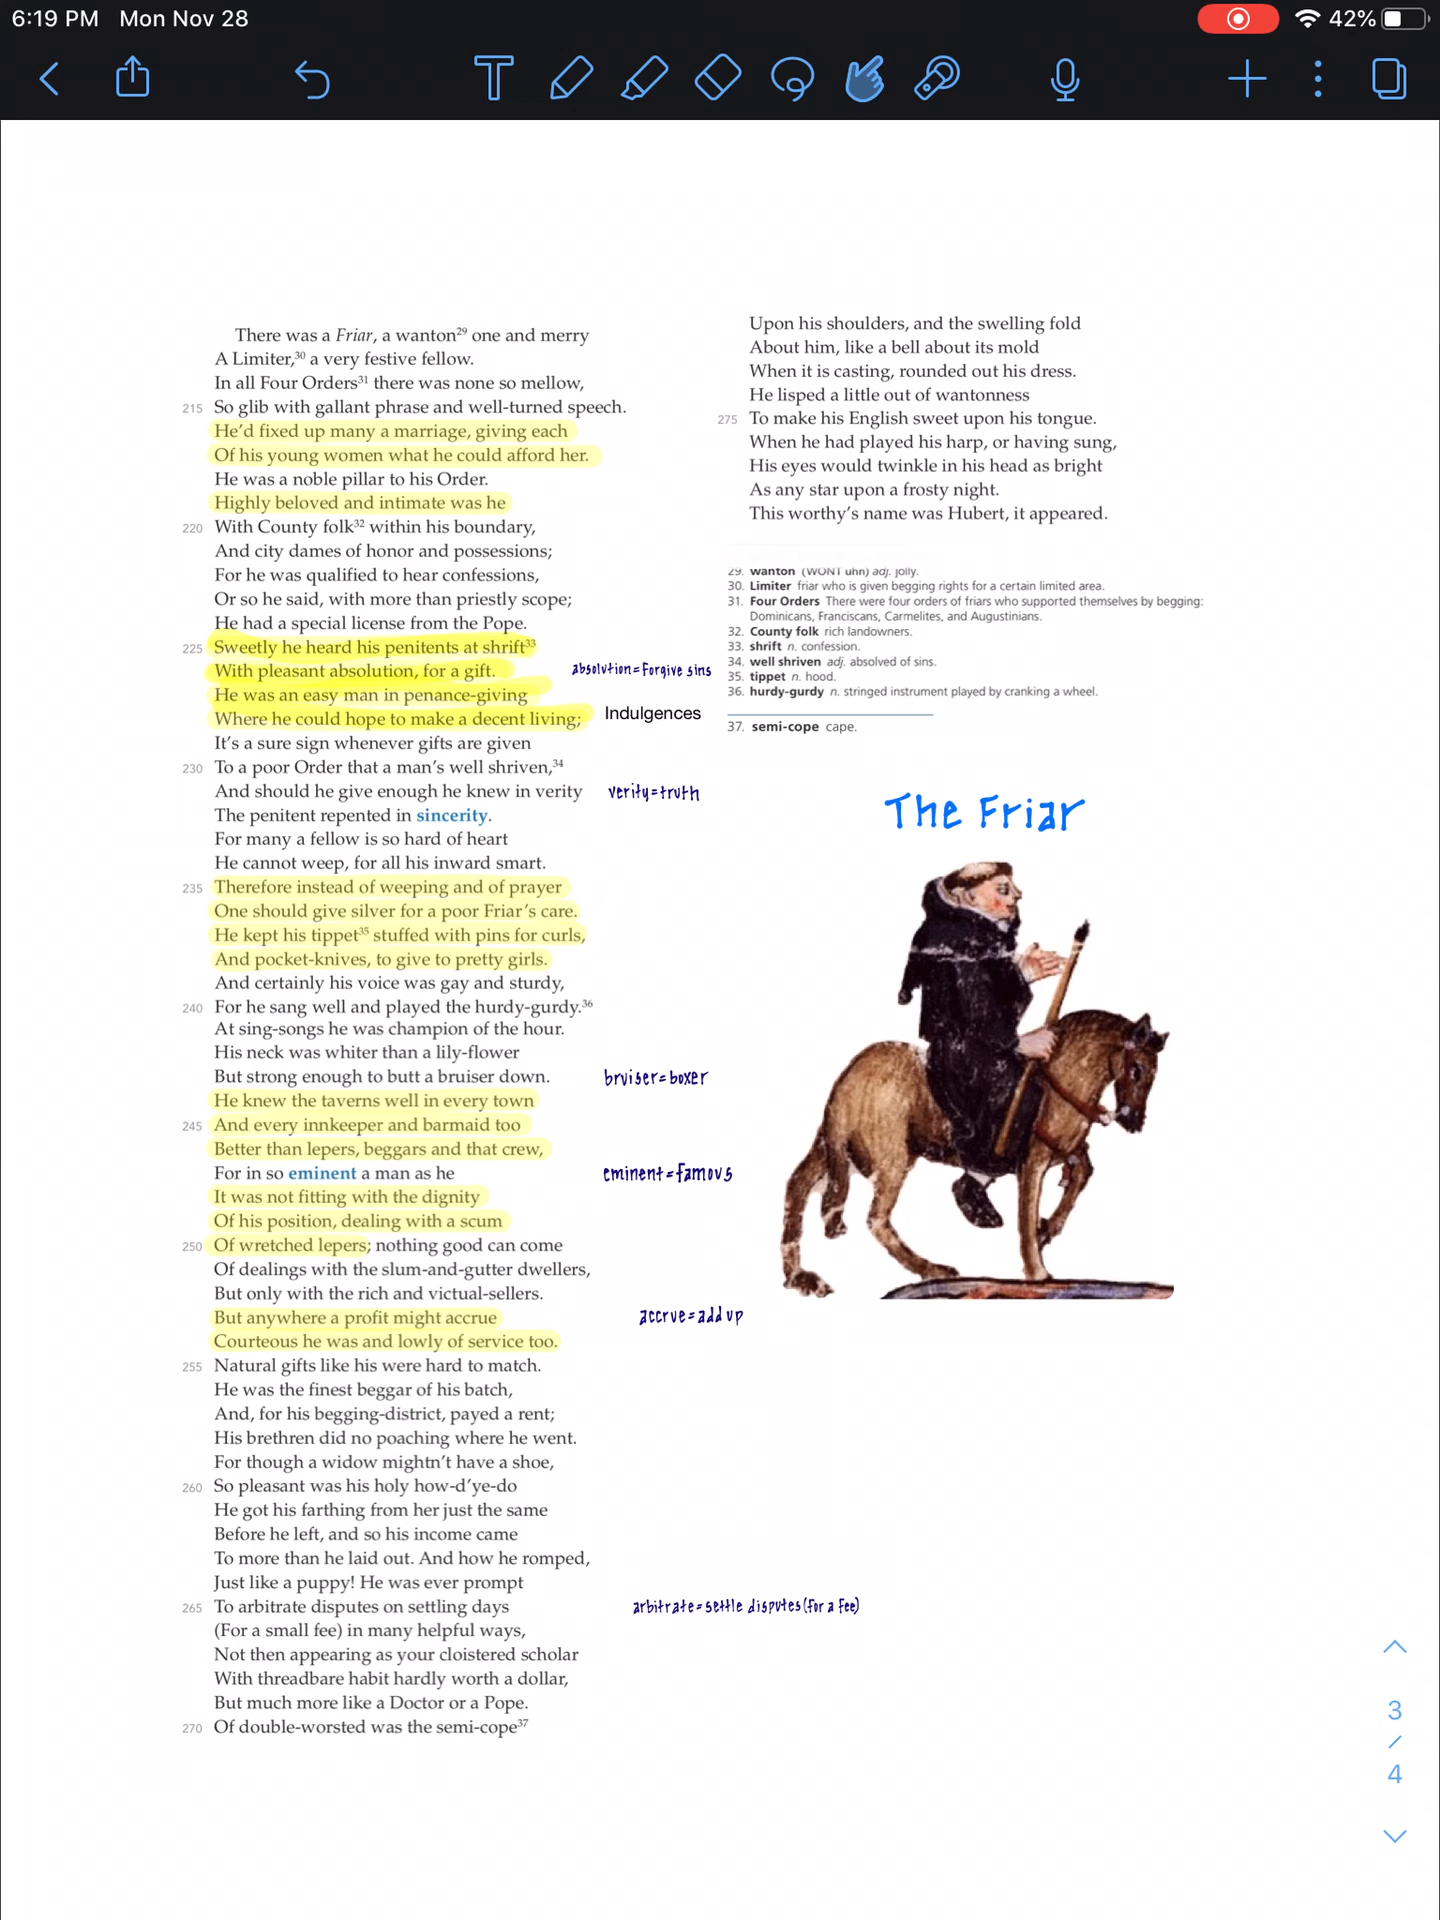 6:19 PM Mon Nov 28
42%
There was a Friar, a wanton29 one and merry
A Limiter,30 a very festive fellow.
In all Four Orders31 there was none so mellow,
215 So glib with gallant phrase and well-turned speech.
He'd fixed up many a marriage, giving each
Of his young women what he could afford her.
He was a noble pillar to his Order.
Highly beloved and intimate was he
220 With County folk32 within his boundary,
And city dames of honor and possessions;
For he was qualified to hear confessions,
Or so he said, with more than priestly scope;
He had a special license from the Pope.
225 Sweetly he heard his penitents at shrift33
With pleasant absolution, for a gift.
absolution=forgive sins
He was an easy man in penance-giving
Where he could hope to make a decent living;
Indulgences
It's a sure sign whenever gifts are given
230 To a poor Order that a man's well shriven,34
And should he give enough he knew in verity
verity=truth
The penitent repented in sincerity.
For many a fellow is so hard of heart
He cannot weep, for all his inward smart.
235 Therefore instead of weeping and of prayer
One should give silver for a poor Friar's care.
He kept his tippet35 stuffed with pins for curls,
And pocket-knives, to give to pretty girls.
And certainly his voice was gay and sturdy,
240 For he sang well and played the hurdy-gurdy.36
At sing-songs he was champion of the hour.
His neck was whiter than a lily-flower
But strong enough to butt a bruiser down.
bruiser=boxer
He knew the taverns well in every town
245 And every innkeeper and barmaid too
Better than lepers, beggars and that crew,
For in so eminent a man as he
eminent=famous
It was not fitting with the dignity
Of his position, dealing with a scum
250 Of wretched lepers; nothing good can come
Of dealings with the slum-and-gutter dwellers,
But only with the rich and victual-sellers.
But anywhere a profit might accrue
accrue=add up
Courteous he was and lowly of service too.
255 Natural gifts like his were hard to match.
He was the finest beggar of his batch,
And, for his begging-district, payed a rent;
His brethren did no poaching where he went.
For though a widow mightn't have a shoe,
260 So pleasant was his holy how-d'ye-do
He got his farthing from her just the same
Before he left, and so his income came
To more than he laid out. And how he romped,
Just like a puppy! He was ever prompt
265 To arbitrate disputes on settling days
arbitrate=settle disputes(for a fee)
(For a small fee) in many helpful ways,
Not then appearing as your cloistered scholar
With threadbare habit hardly worth a dollar,
But much more like a Doctor or a Pope.
270 Of double-worsted was the semi-cope37
Upon his shoulders, and the swelling fold
About him, like a bell about its mold
When it is casting, rounded out his dress.
He lisped a little out of wantonness
275 To make his English sweet upon his tongue.
When he had played his harp, or having sung,
His eyes would twinkle in his head as bright
As any star upon a frosty night.
This worthy's name was Hubert, it appeared.
29. wanton (WONT uhn) adj. jolly.
30. Limiter friar who is given begging rights for a certain limited area.
31. Four Orders There were four orders of friars who supported themselves by begging:
Dominicans, Franciscans, Carmelites, and Augustinians.
32. County folk rich landowners.
33. shrift n. confession.
34. well shriven adj. absolved of sins.
35. tippet n. hood.
36. hurdy-gurdy n. stringed instrument played by cranking a wheel.
37. semi-cope cape.
The Friar
3
/
4